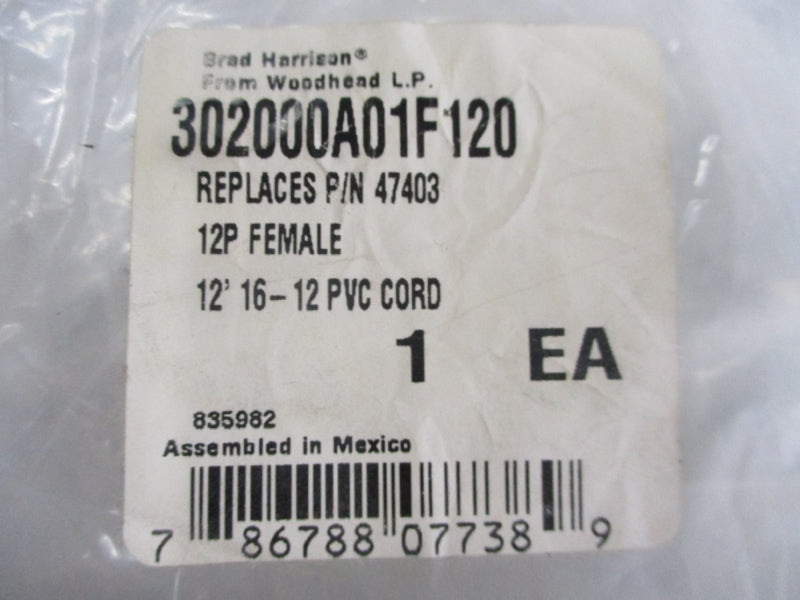 Brad Harrison®
From Woodhead L.P.
302000A01F120
REPLACES P/N 47403
12P FEMALE
12' 16-12 PVC CORD
1 EA
835982
Assembled in Mexico
7 86788 07738 9